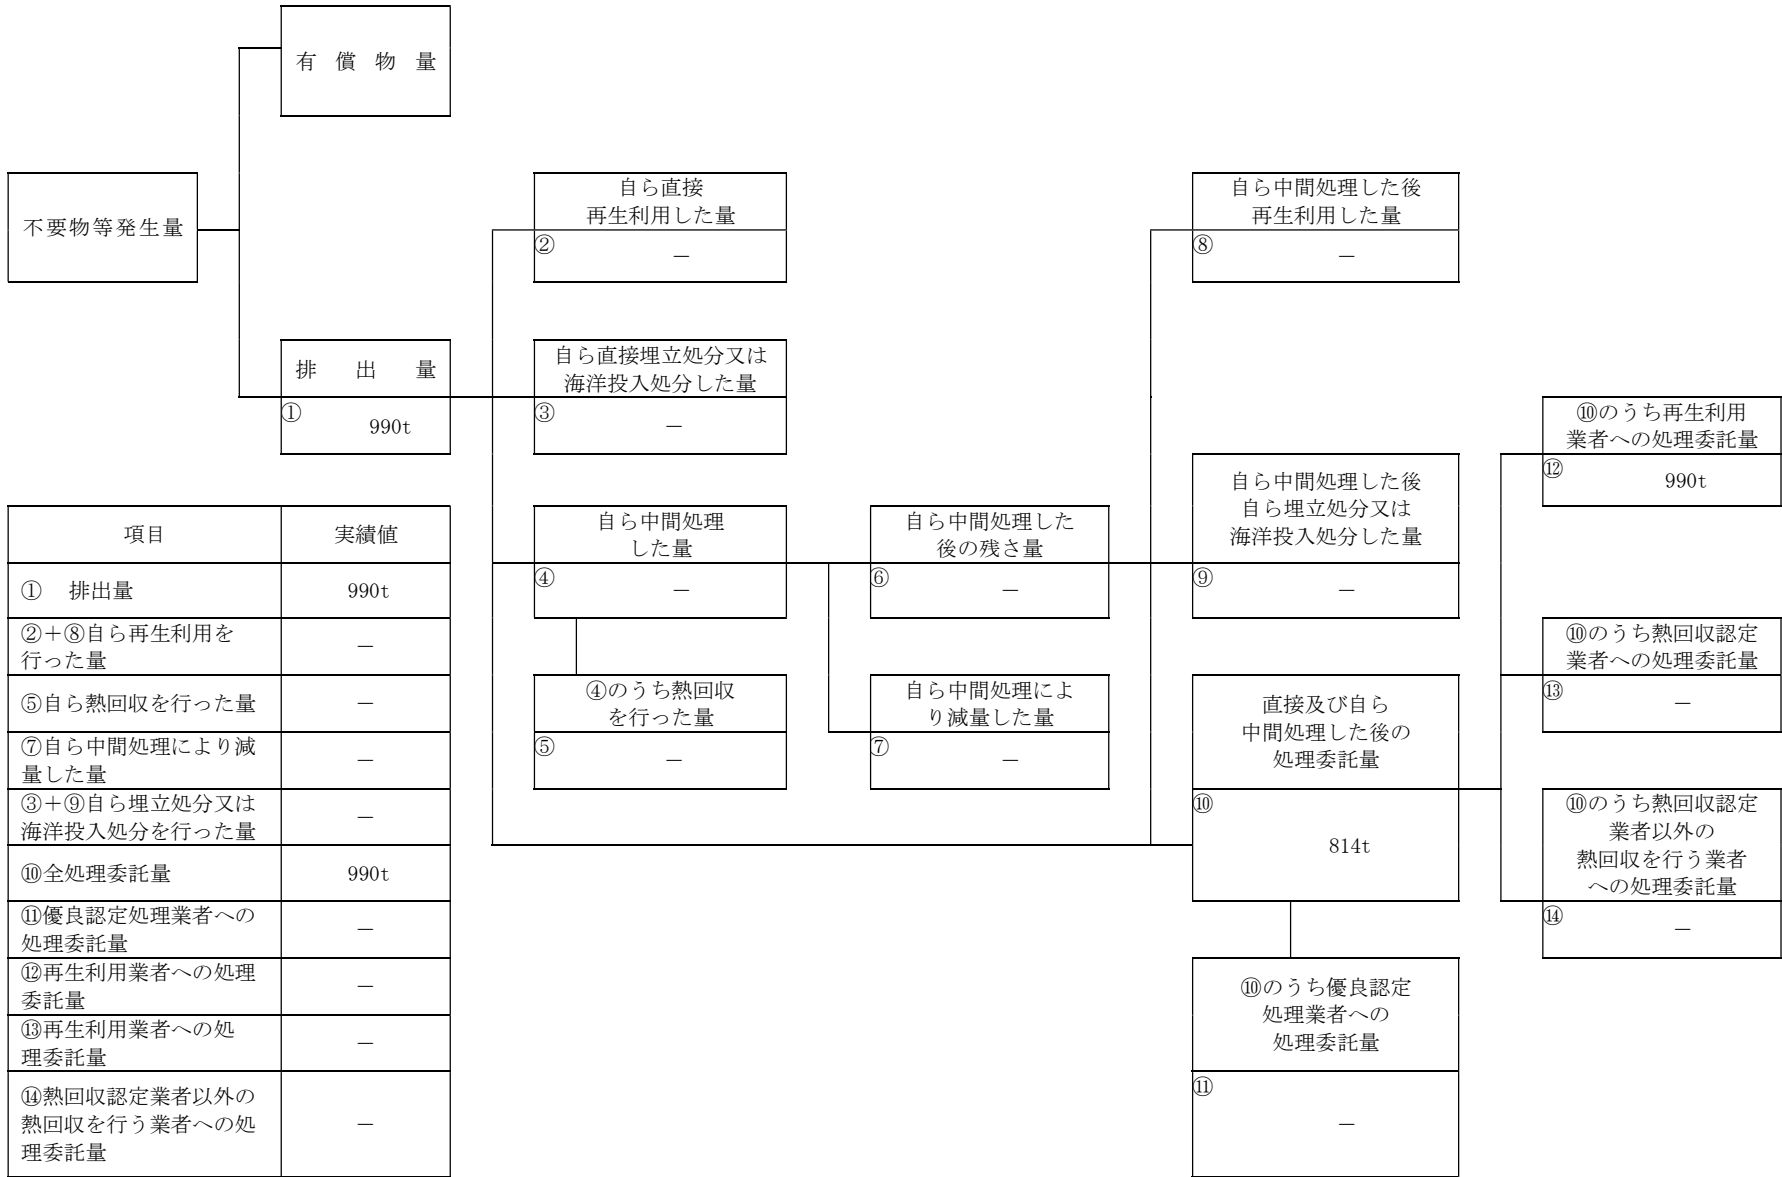 有償物量
不要物等発生量
自ら直接
再生利用した量
②
－
自ら中間処理した後
再生利用した量
⑧
－
排出量
①
990t
自ら直接埋立処分又は
海洋投入処分した量
③
－
⑩のうち再生利用
業者への処理委託量
⑫
990t
自ら中間処理した後
自ら埋立処分又は
海洋投入処分した量
⑨
－
自ら中間処理
した量
④
－
自ら中間処理した
後の残さ量
⑥
－
⑩のうち熱回収認定
業者への処理委託量
⑬
－
④のうち熱回収
を行った量
⑤
－
自ら中間処理によ
り減量した量
⑦
－
直接及び自ら
中間処理した後の
処理委託量
⑩
814t
⑩のうち熱回収認定
業者以外の
熱回収を行う業者
への処理委託量
⑭
－
⑩のうち優良認定
処理業者への
処理委託量
⑪
－
項目 実績値
① 排出量 990t
②＋⑧自ら再生利用を
行った量
－
⑤自ら熱回収を行った量 －
⑦自ら中間処理により減
量した量
－
③＋⑨自ら埋立処分又は
海洋投入処分を行った量
－
⑩全処理委託量 990t
⑪優良認定処理業者への
処理委託量
－
⑫再生利用業者への処理
委託量
－
⑬再生利用業者への処
理委託量
－
⑭熱回収認定業者以外の
熱回収を行う業者への処
理委託量
－